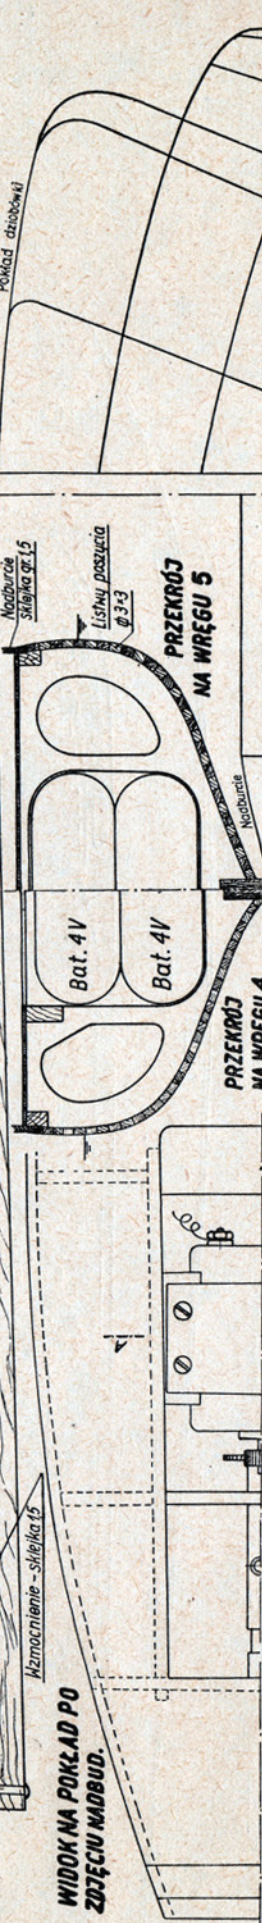 Pokład dziobówki
Nadburcie
sklejka gr. 1,5
Listwy poszycia
φ 3×3
PRZEKRÓJ
NA WRĘGU 5
Nadburcie
Bat. 4V
Bat. 4V
PRZEKRÓJ
NA WRĘGU 4
Wzmocnienie - sklejka 1,5
WIDOK NA POKŁAD PO
ZDJĘCIU NADBUD.